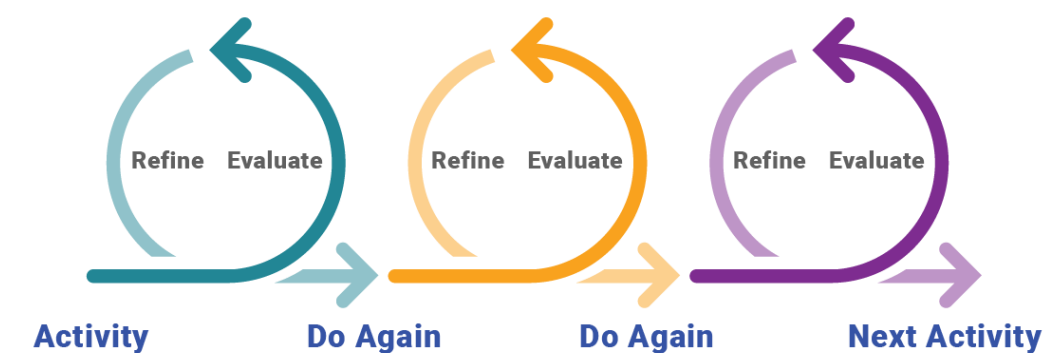 Refine Evaluate Refine Evaluate Refine Evaluate
Activity Do Again Do Again Next Activity